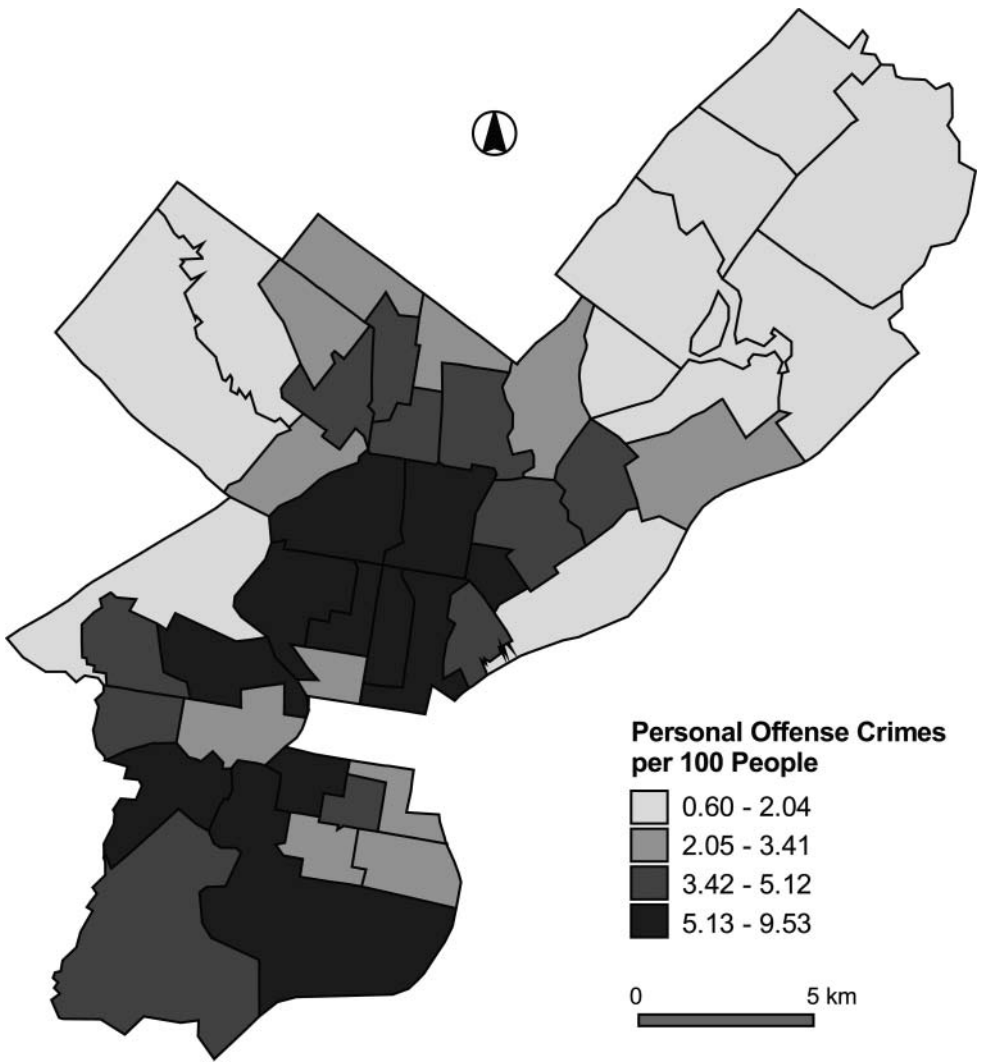 Personal Offense Crimes
per 100 People
0.60 - 2.04
2.05 - 3.41
3.42 - 5.12
5.13 - 9.53
0 5 km